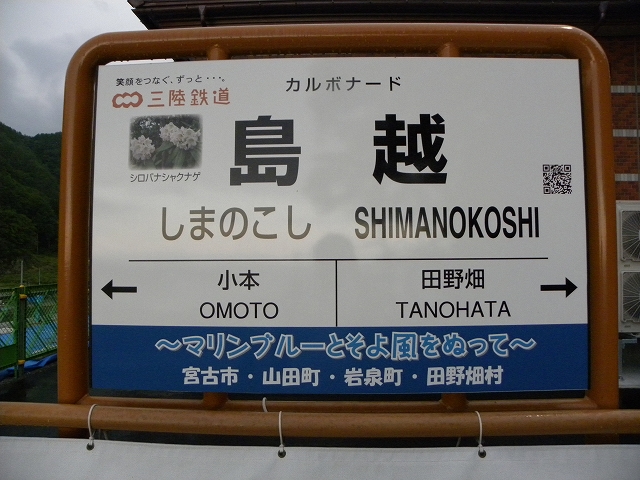 笑顔をつなぐ、ずっと・・・。
三陸鉄道
カルボナード
シロバナシャクナゲ
島越
しまのこし SHIMANOKOSHI
小本 田野畑
OMOTO TANOHATA
～マリンブルーとそよ風をぬって～
宮古市・山田町・岩泉町・田野畑村